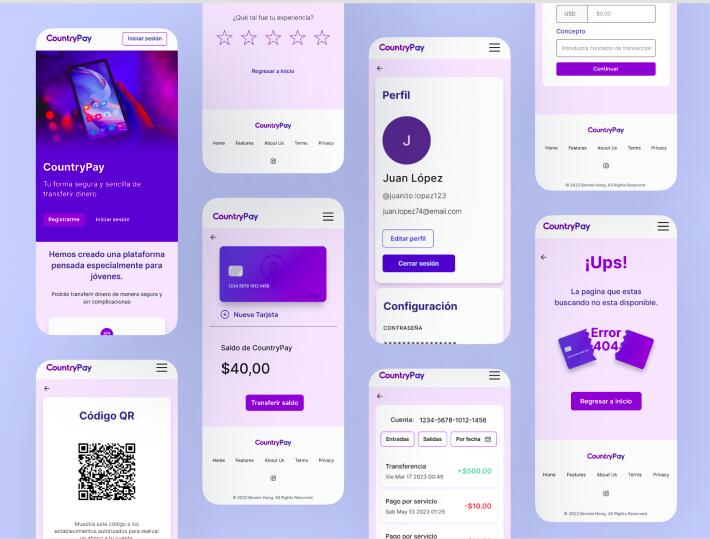 CountryPay
Iniciar sesión
CountryPay
Tu forma segura y sencilla de
transferir dinero
Registrarme
Iniciar sesión
Hemos creado una plataforma
pensada especialmente para
jóvenes.
Podrás transferir dinero de manera segura y
sin complicaciones
CountryPay
Código QR
Muestra este código a los
establecimientos autorizados para realizar
un abono a tu cuenta
¿Qué tal fue tu experiencia?
Regresar a Inicio
CountryPay
Home Features About Us Terms Privacy
CountryPay
1234 5678 1012 1456
Nueva Tarjeta
Saldo de CountryPay
$40,00
Transferir saldo
CountryPay
Home Features About Us Terms Privacy
© 2022 Bonnie Hong. All Rights Reserved.
CountryPay
Perfil
J
Juan López
@juanito.lopez123
juan.lopez74@email.com
Editar perfil
Cerrar sesión
Configuración
CONTRASEÑA
****************
CountryPay
Cuenta: 1234-5678-1012-1456
Entradas Salidas Por fecha
Transferencia
Vie Mar 17 2023 00:49
+$500.00
Pago por servicio
Sab May 13 2023 01:25
-$10.00
Pago por servicio
USD $0.00
Concepto
Introduzca concepto de transaccion
Continuar
CountryPay
Home Features About Us Terms Privacy
© 2022 Bonnie Hong. All Rights Reserved.
CountryPay
¡Ups!
La pagina que estas
buscando no esta disponible.
Error
404
Regresar a Inicio
CountryPay
Home Features About Us Terms Privacy
© 2022 Bonnie Hong. All Rights Reserved.